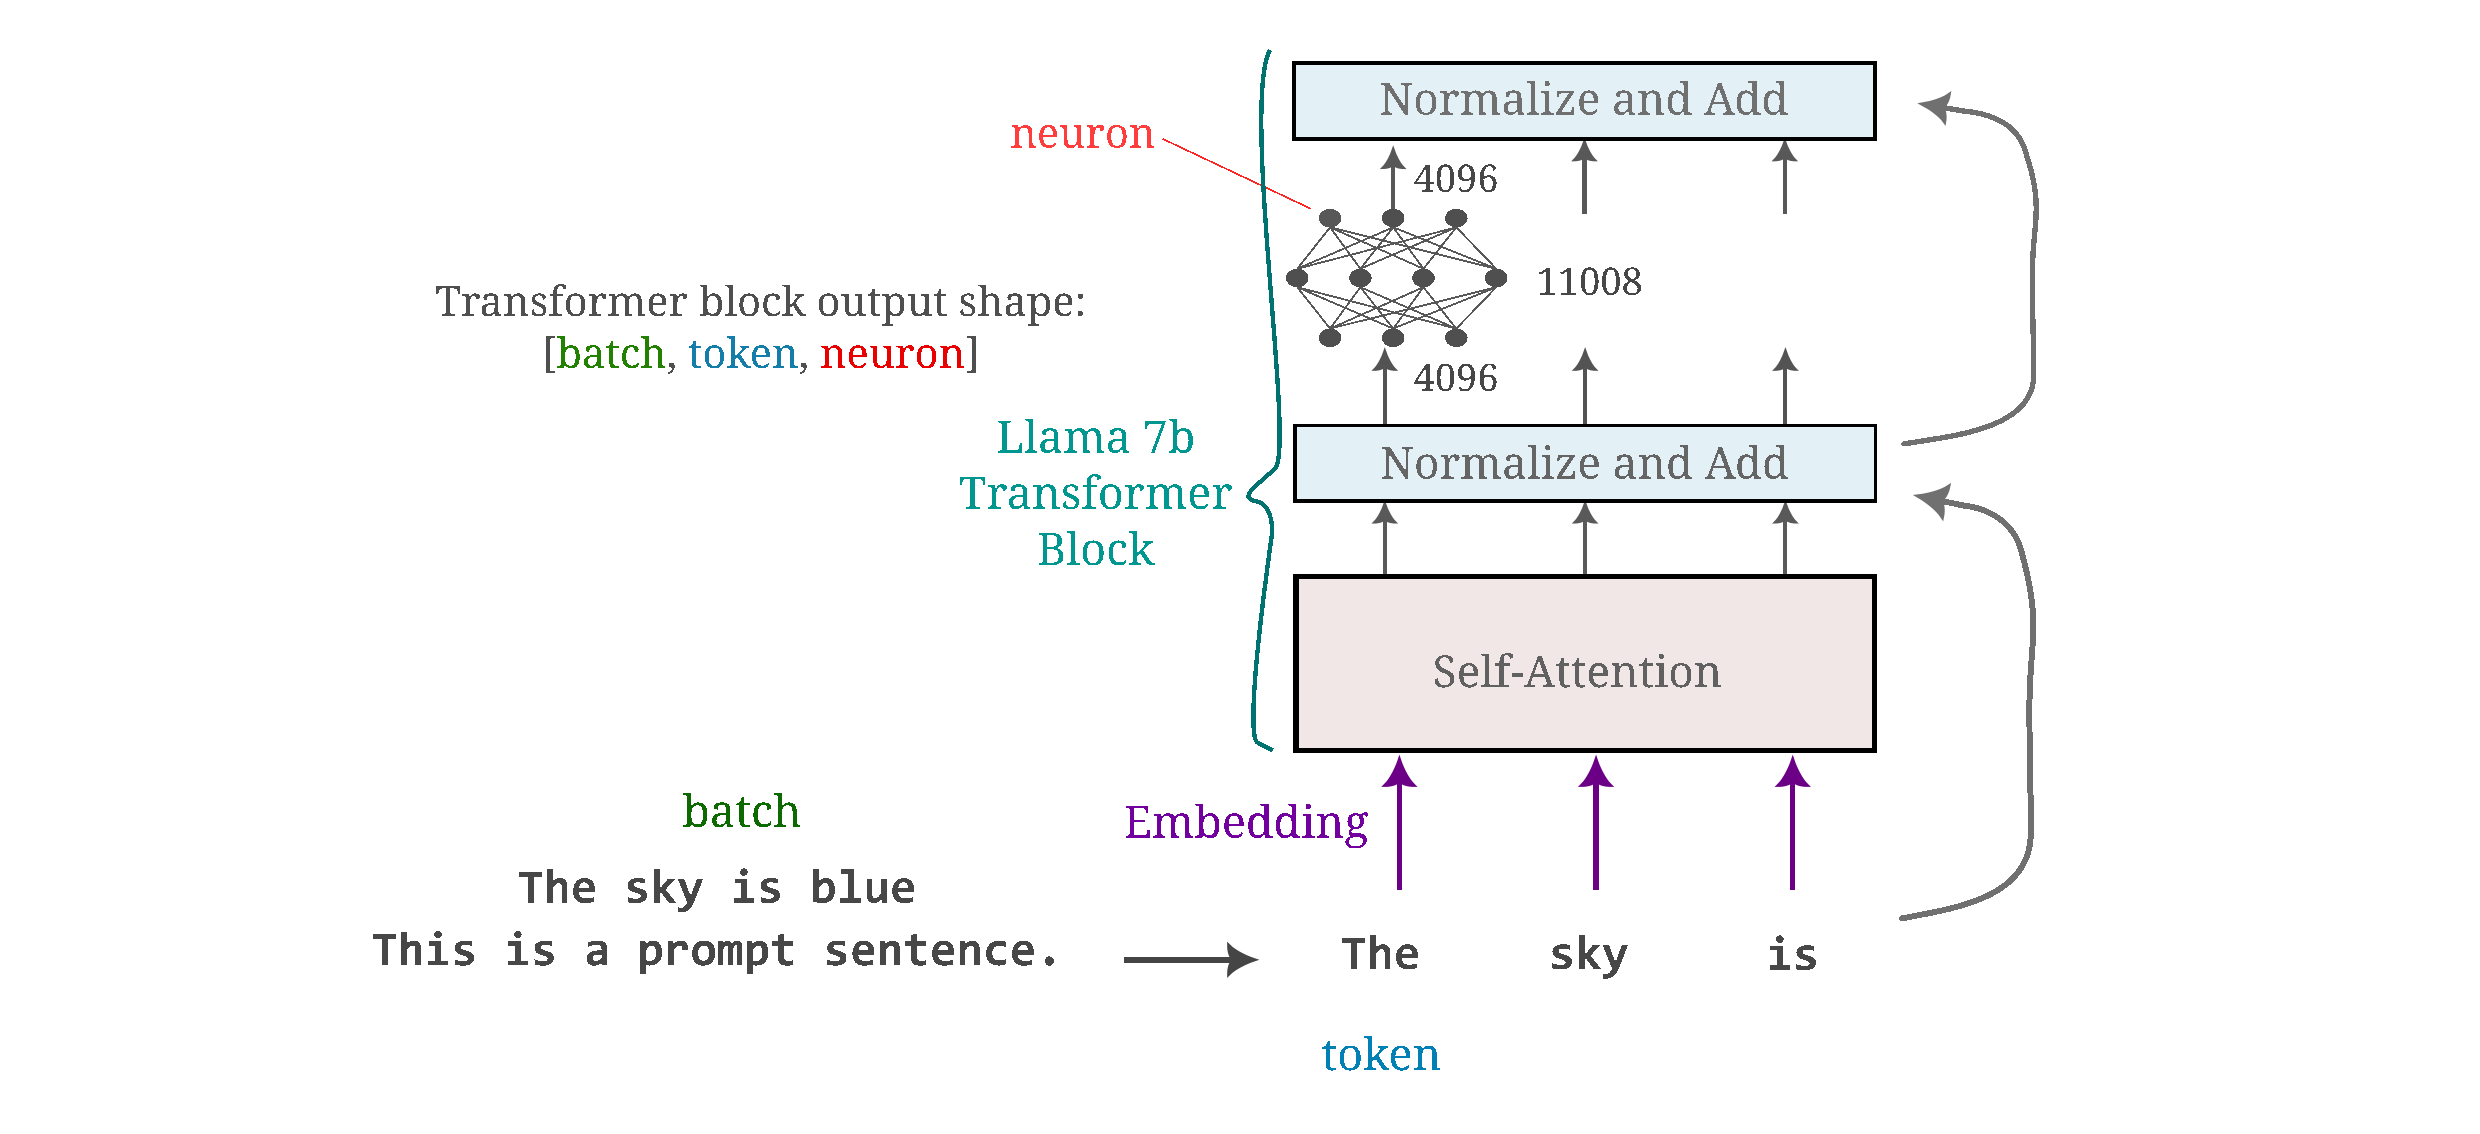 Normalize and Add
neuron
4096
11008
Transformer block output shape:
[batch, token, neuron]
4096
Llama 7b
Transformer
Block
Normalize and Add
Self-Attention
batch
Embedding
The sky is blue
This is a prompt sentence.
The sky is
token